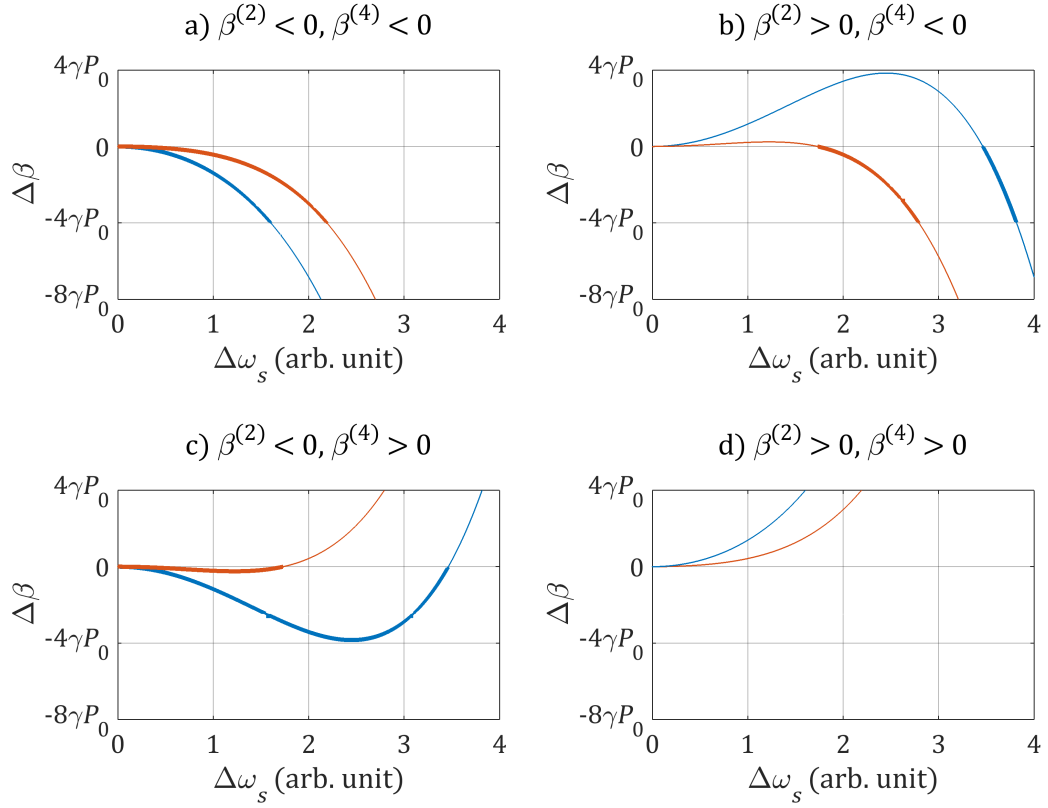 a) β⁽²⁾ < 0, β⁽⁴⁾ < 0
4γP₀
0
-4γP₀
-8γP₀
Δβ
0 1 2 3 4
Δωₛ (arb. unit)
b) β⁽²⁾ > 0, β⁽⁴⁾ < 0
4γP₀
0
-4γP₀
-8γP₀
Δβ
0 1 2 3 4
Δωₛ (arb. unit)
c) β⁽²⁾ < 0, β⁽⁴⁾ > 0
4γP₀
0
-4γP₀
-8γP₀
Δβ
0 1 2 3 4
Δωₛ (arb. unit)
d) β⁽²⁾ > 0, β⁽⁴⁾ > 0
4γP₀
0
-4γP₀
-8γP₀
Δβ
0 1 2 3 4
Δωₛ (arb. unit)